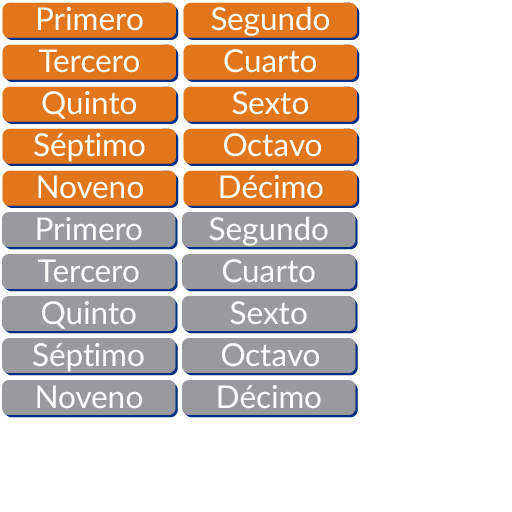 Primero Segundo
Tercero Cuarto
Quinto Sexto
Séptimo Octavo
Noveno Décimo
Primero Segundo
Tercero Cuarto
Quinto Sexto
Séptimo Octavo
Noveno Décimo